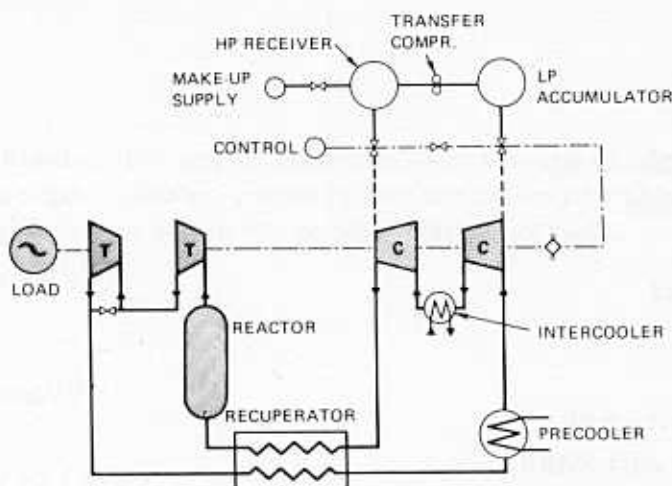 TRANSFER
COMPR.
HP RECEIVER
MAKE-UP
SUPPLY
LP
ACCUMULATOR
CONTROL
T
T
C
C
LOAD
REACTOR
INTERCOOLER
RECUPERATOR
PRECOOLER